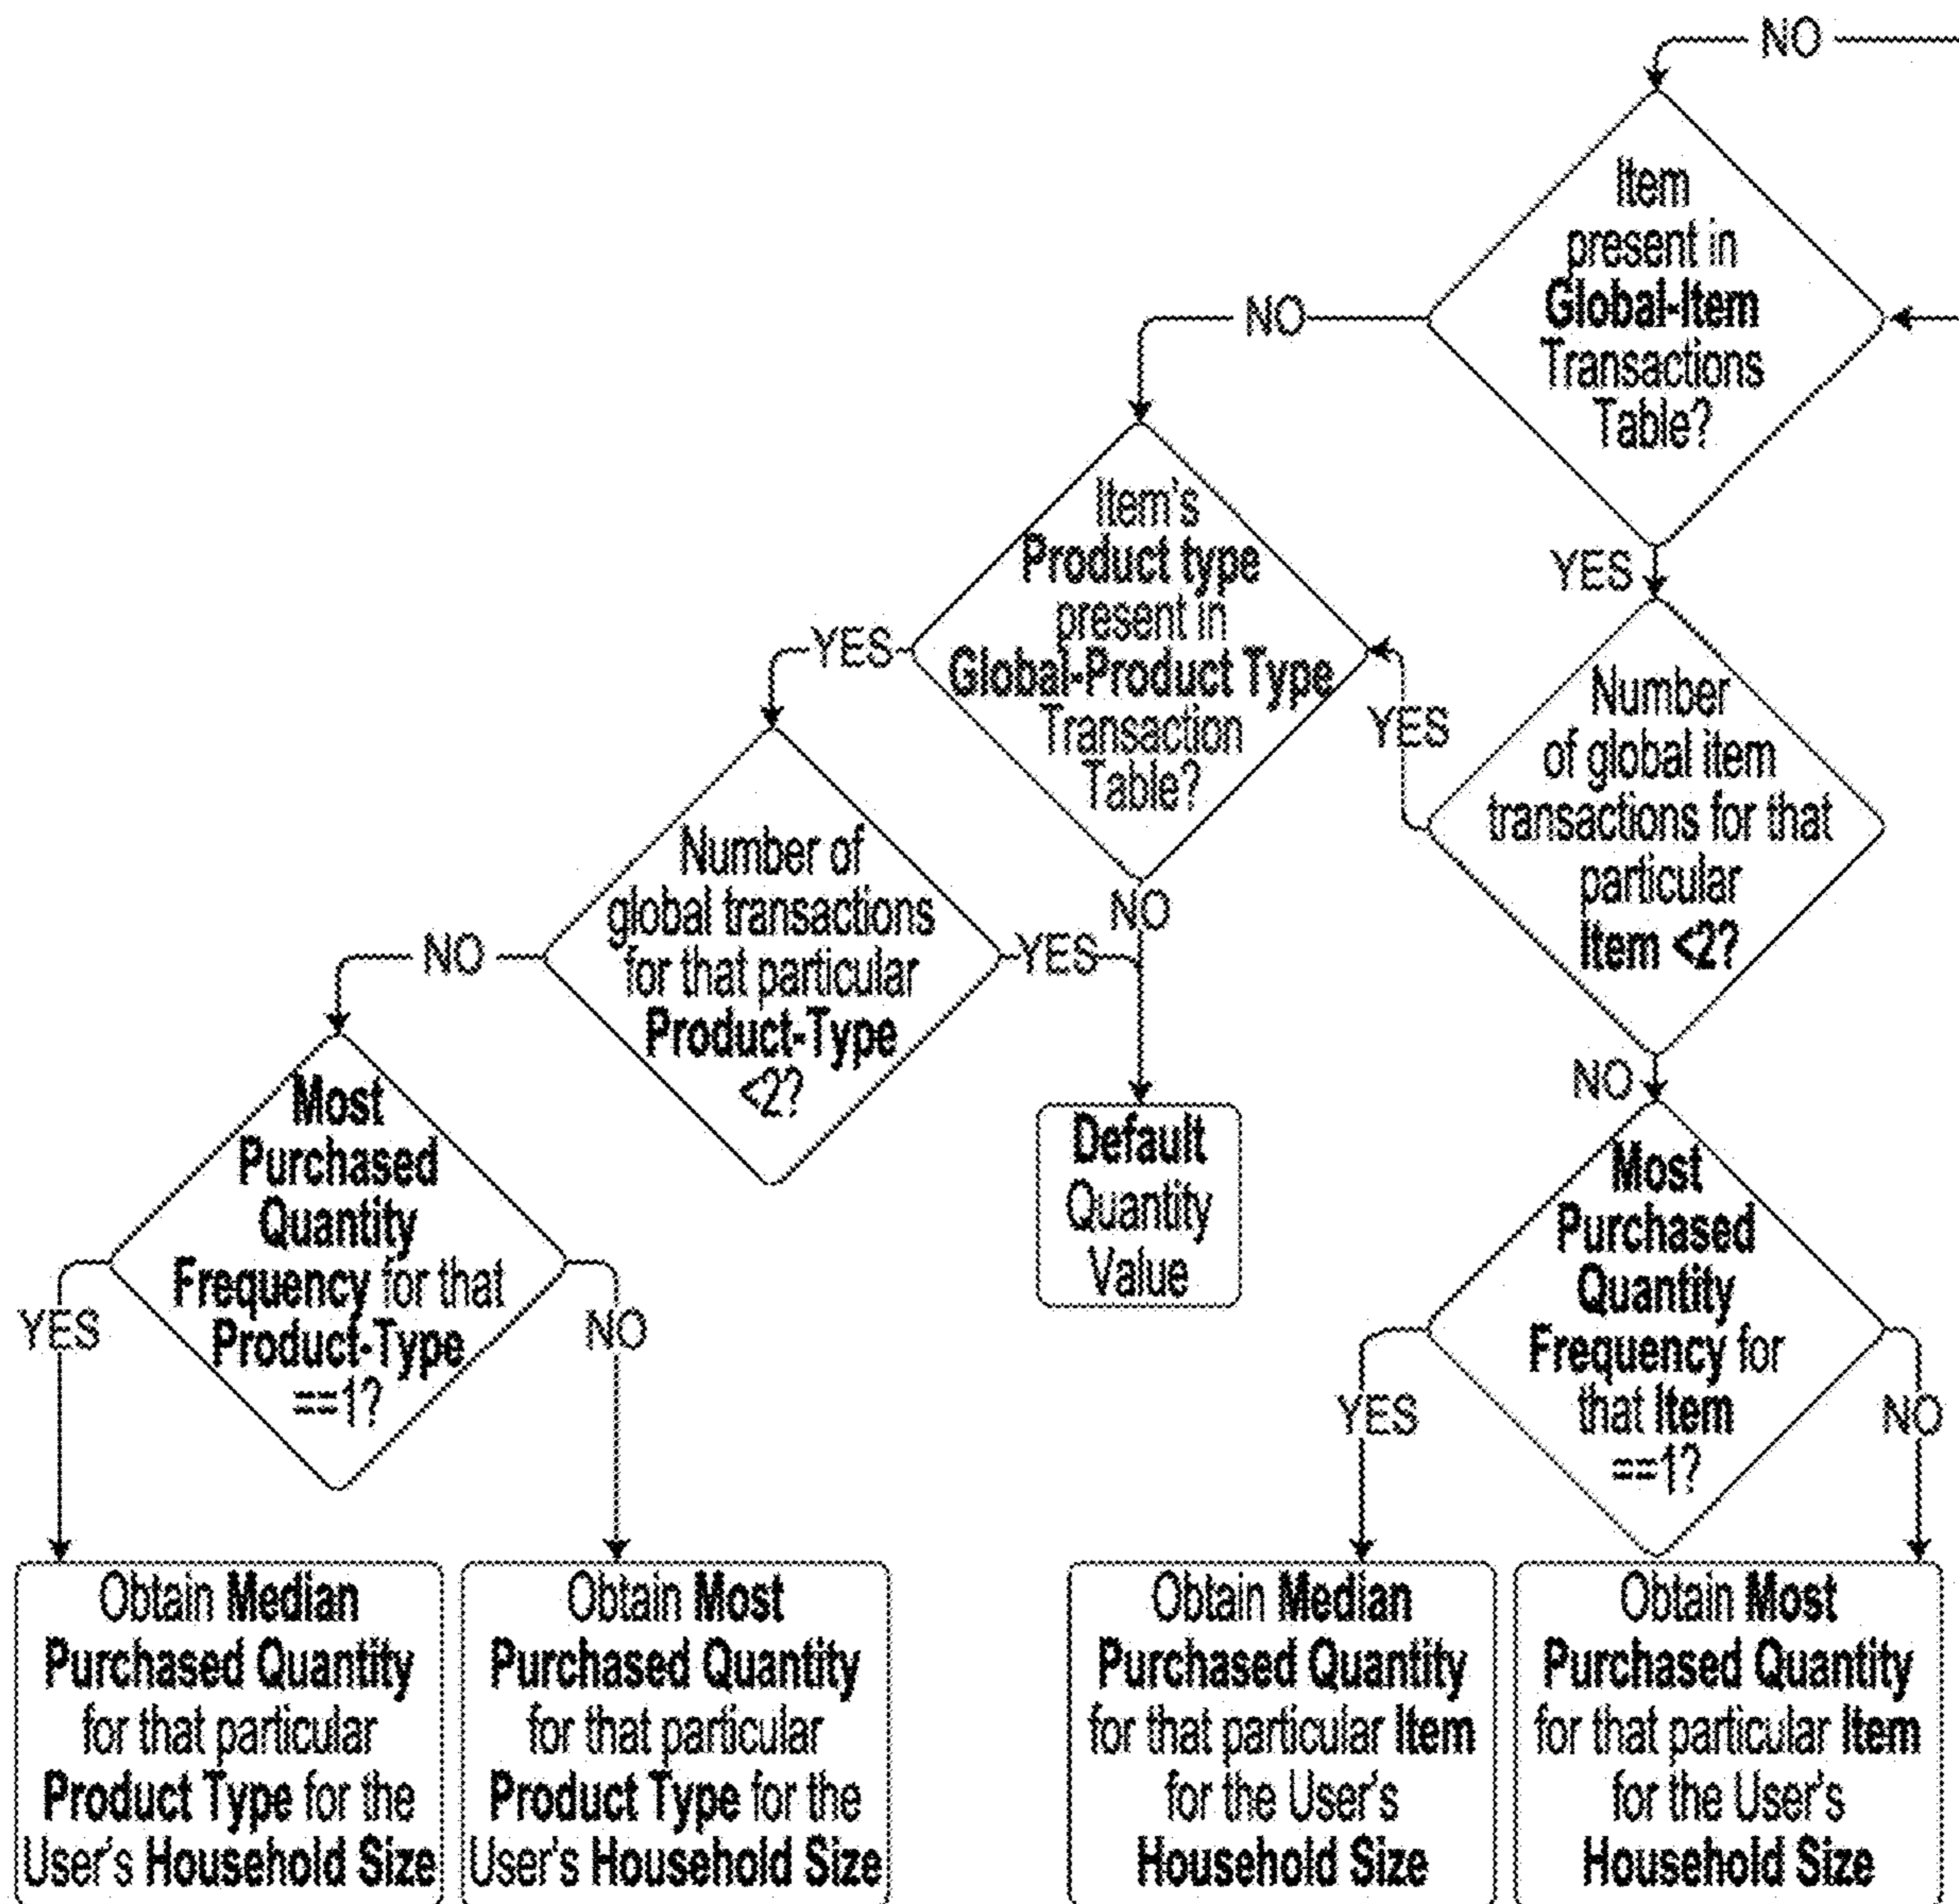 NO
Item
present in
Global-Item
Transactions
Table?
NO
YES
Item's
Product type
present in
Global-Product Type
Transaction
Table?
YES
NO
Number
of global item
transactions for that
particular
Item <2?
YES
NO
Number of
global transactions
for that particular
Product-Type
<2?
NO
YES
Default
Quantity
Value
Most
Purchased
Quantity
Frequency for that
Product-Type
==1?
YES
NO
Most
Purchased
Quantity
Frequency for
that Item
==1?
YES
NO
Obtain Median
Purchased Quantity
for that particular
Product Type for the
User's Household Size
Obtain Most
Purchased Quantity
for that particular
Product Type for the
User's Household Size
Obtain Median
Purchased Quantity
for that particular Item
for the User's
Household Size
Obtain Most
Purchased Quantity
for that particular Item
for the User's
Household Size